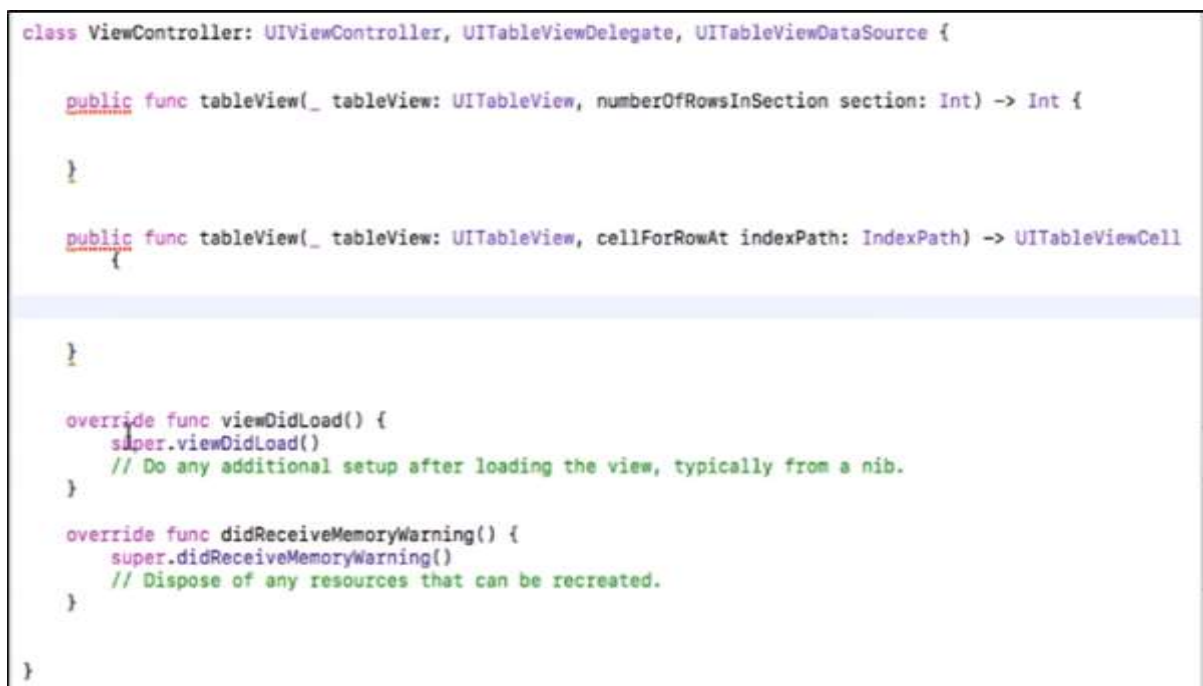 class ViewController: UIViewController, UITableViewDelegate, UITableViewDataSource {
public func tableView(_ tableView: UITableView, numberOfRowsInSection section: Int) -> Int {
}
public func tableView(_ tableView: UITableView, cellForRowAt indexPath: IndexPath) -> UITableViewCell
{
}
override func viewDidLoad() {
super.viewDidLoad()
// Do any additional setup after loading the view, typically from a nib.
}
override func didReceiveMemoryWarning() {
super.didReceiveMemoryWarning()
// Dispose of any resources that can be recreated.
}
}